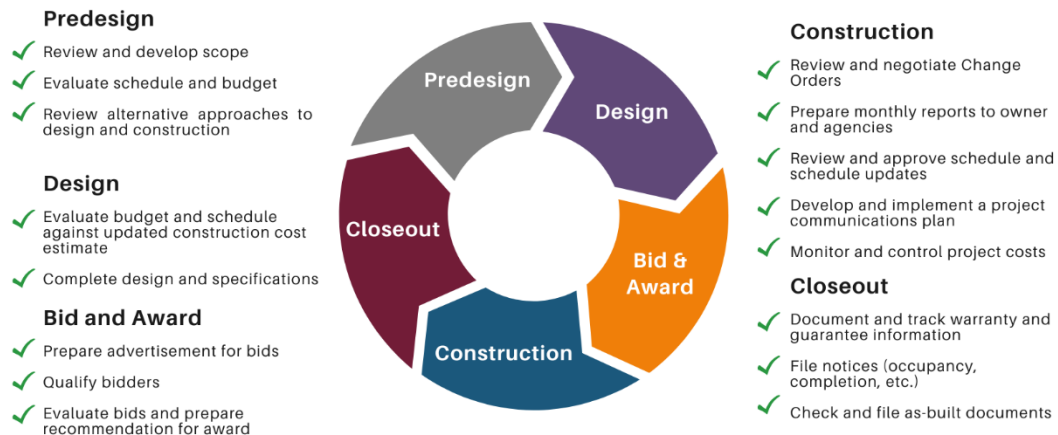 Predesign
Review and develop scope
Evaluate schedule and budget
Review alternative approaches to
design and construction
Design
Evaluate budget and schedule
against updated construction cost
estimate
Complete design and specifications
Bid and Award
Prepare advertisement for bids
Qualify bidders
Evaluate bids and prepare
recommendation for award
Predesign
Design
Closeout
Bid &
Award
Construction
Construction
Review and negotiate Change
Orders
Prepare monthly reports to owner
and agencies
Review and approve schedule and
schedule updates
Develop and implement a project
communications plan
Monitor and control project costs
Closeout
Document and track warranty and
guarantee information
File notices (occupancy,
completion, etc.)
Check and file as-built documents